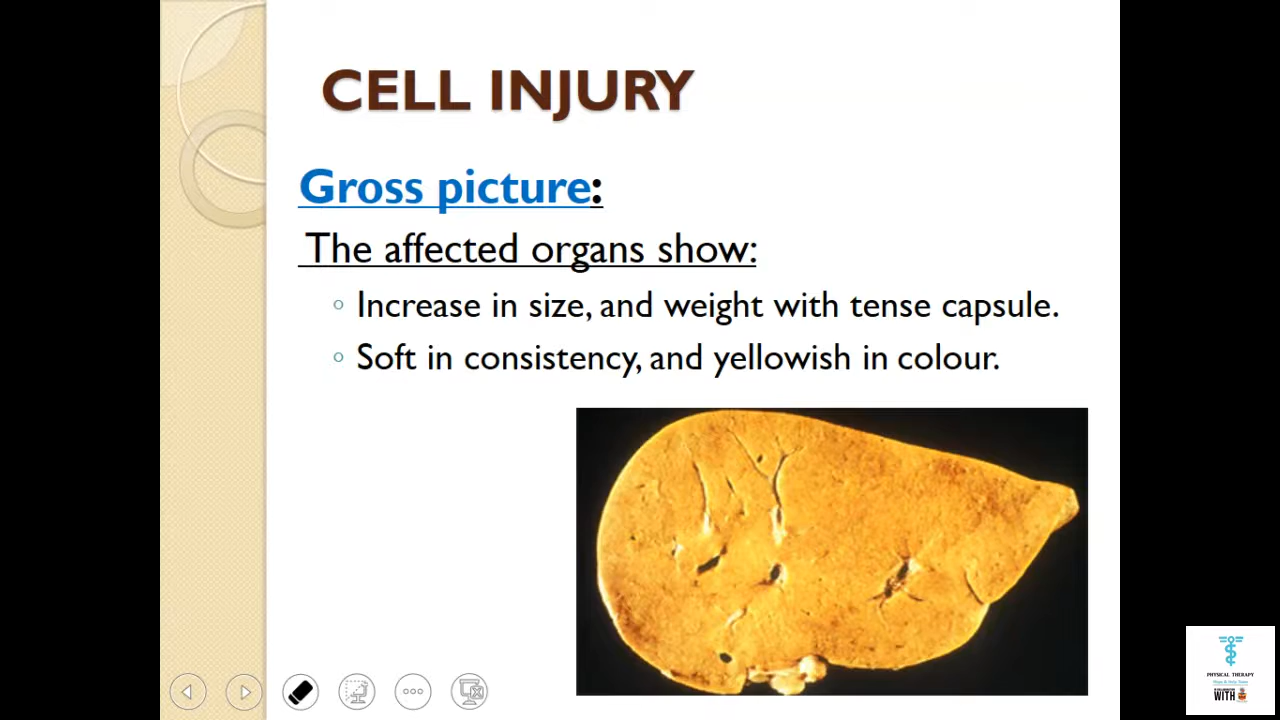 CELL INJURY
Gross picture:
The affected organs show:
Increase in size, and weight with tense capsule.
Soft in consistency, and yellowish in colour.
PHYSICAL THERAPY
WITH